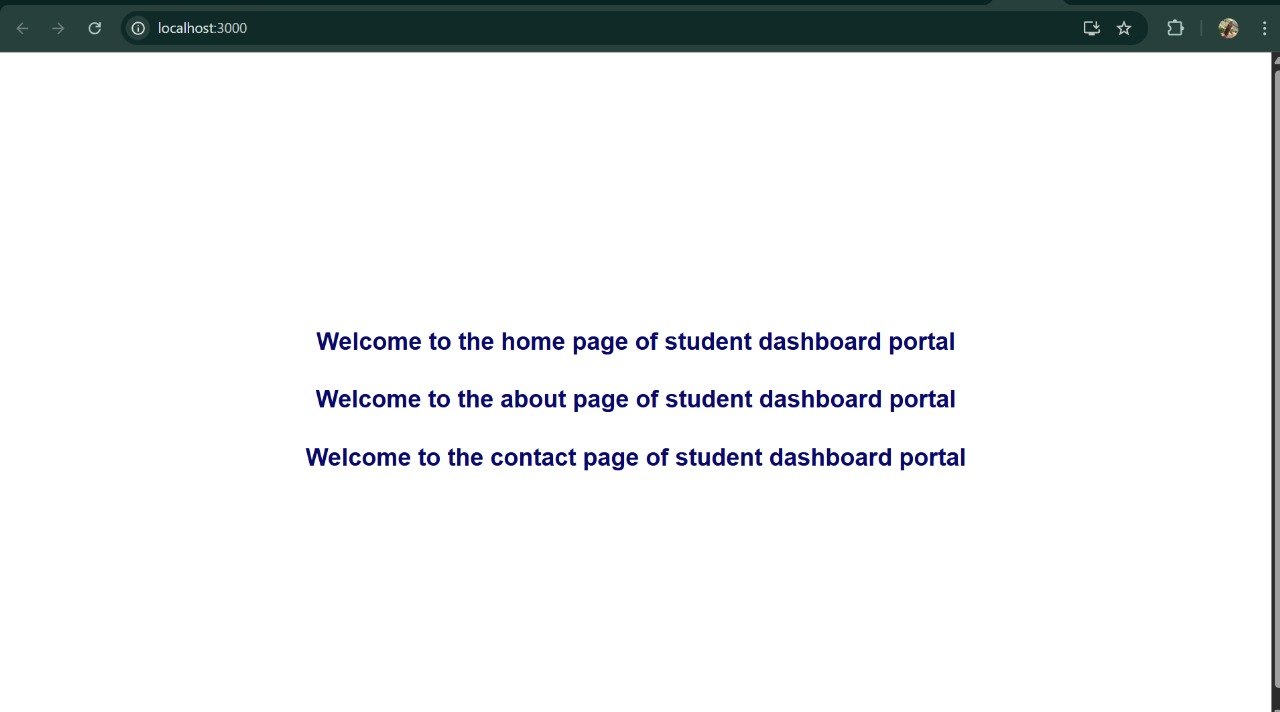 localhost:3000
Welcome to the home page of student dashboard portal
Welcome to the about page of student dashboard portal
Welcome to the contact page of student dashboard portal